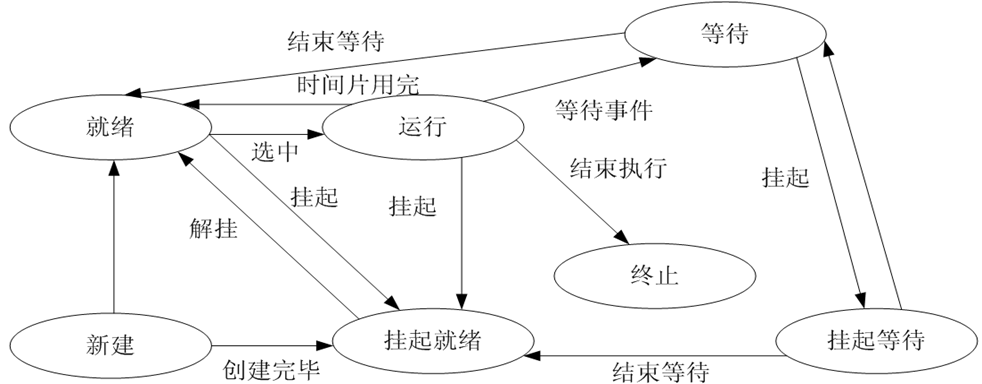 等待
结束等待
时间片用完
就绪
运行
等待事件
选中
结束执行
挂起
挂起
挂起
解挂
终止
新建
挂起就绪
挂起等待
创建完毕
结束等待